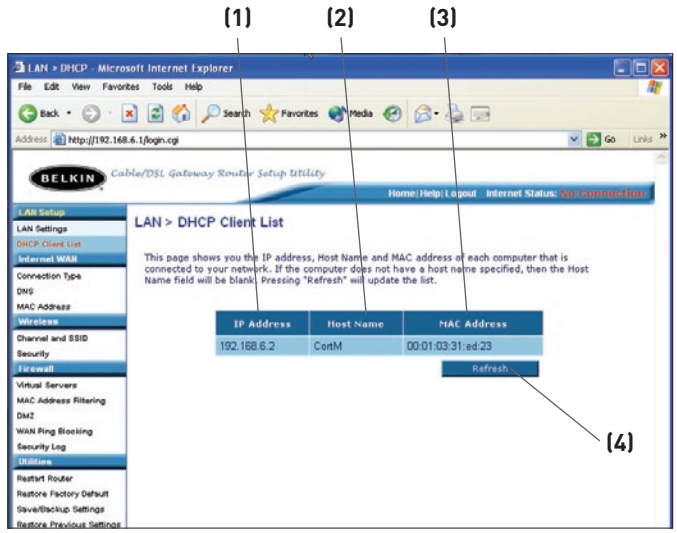 (1) (2) (3)
LAN > DHCP - Microsoft Internet Explorer
File Edit View Favorites Tools Help
Back Search Favorites Media
Address http://192.168.6.1/login.cgi Go Links »
BELKIN Cable/DSL Gateway Router Setup Utility
Home|Help|Logout Internet Status: No Connection
LAN Setup
LAN Settings
DHCP Client List
Internet WAN
Connection Type
DNS
MAC Address
Wireless
Channel and SSID
Security
Firewall
Virtual Servers
MAC Address Filtering
DMZ
WAN Ping Blocking
Security Log
Utilities
Restart Router
Restore Factory Default
Save/Backup Settings
Restore Previous Settings
LAN > DHCP Client List
This page shows you the IP address, Host Name and MAC address of each computer that is
connected to your network. If the computer does not have a host name specified, then the Host
Name field will be blank. Pressing "Refresh" will update the list.
IP Address Host Name MAC Address
192.168.6.2 CortM 00:01:03:31:ed:23
Refresh
(4)